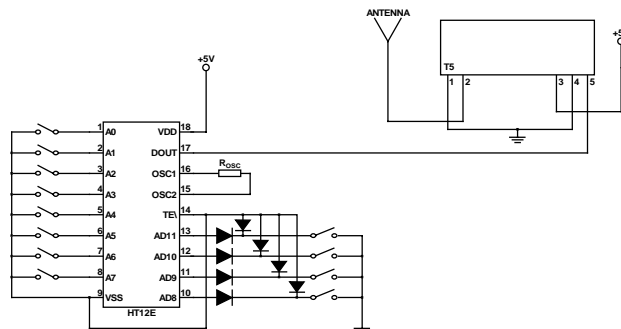 ANTENNA
+5
T5
1 2 3 4 5
+5V
1 A0 VDD 18
2 A1 DOUT 17
3 A2 OSC1 16 ROSC
4 A3 OSC2 15
5 A4 TE\ 14
6 A5 AD11 13
7 A6 AD10 12
8 A7 AD9 11
9 VSS AD8 10
HT12E